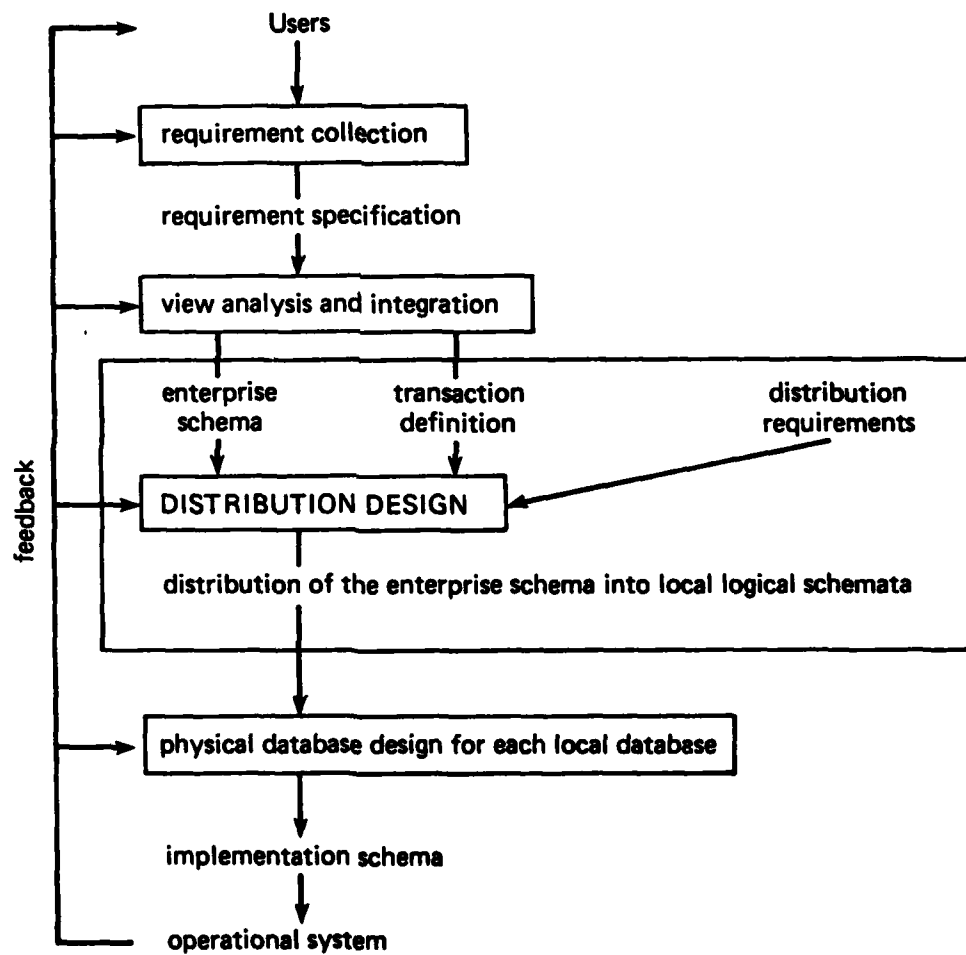 Users
requirement collection
requirement specification
view analysis and integration
enterprise
schema
transaction
definition
distribution
requirements
feedback
DISTRIBUTION DESIGN
distribution of the enterprise schema into local logical schemata
physical database design for each local database
implementation schema
operational system